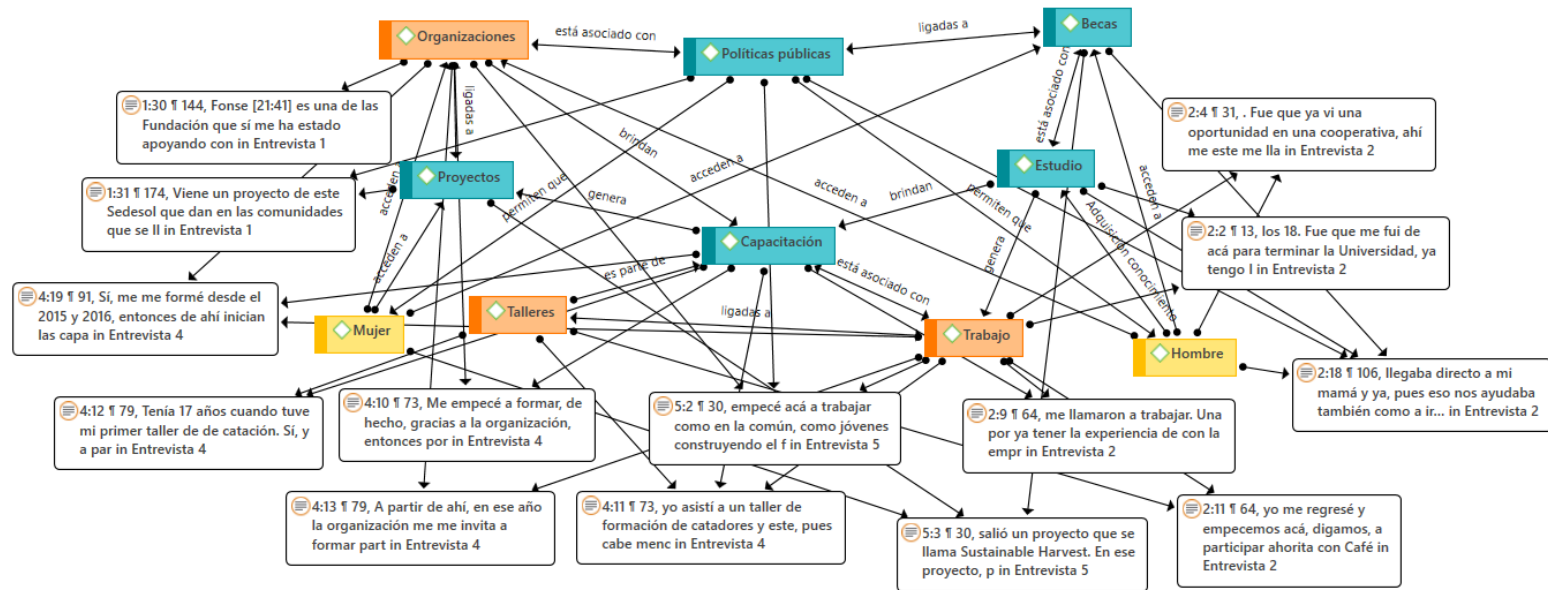 Organizaciones
está asociado con
Políticas públicas
ligadas a
Becas
1:30 ¶ 144, Fonse [21:41] es una de las
Fundación que sí me ha estado
apoyando con in Entrevista 1
ligadas a
brindan
está asociado con
2:4 ¶ 31, . Fue que ya vi una
oportunidad en una cooperativa, ahí
me este me lla in Entrevista 2
1:31 ¶ 174, Viene un proyecto de este
Sedesol que dan en las comunidades
que se ll in Entrevista 1
acceden
Proyectos
permiten que
genera
acceden a
acceden a
Estudio
brindan
permiten que
acceden a
Capacitación
2:2 ¶ 13, los 18. Fue que me fui de
acá para terminar la Universidad, ya
tengo l in Entrevista 2
acceden a
es parte de
está asociado con
genera
Adquisición conocimiento
4:19 ¶ 91, Sí, me me formé desde el
2015 y 2016, entonces de ahí inician
las capa in Entrevista 4
Mujer
Talleres
ligadas a
Trabajo
Hombre
4:12 ¶ 79, Tenía 17 años cuando tuve
mi primer taller de de catación. Sí, y
a par in Entrevista 4
4:10 ¶ 73, Me empecé a formar, de
hecho, gracias a la organización,
entonces por in Entrevista 4
5:2 ¶ 30, empecé acá a trabajar
como en la común, como jóvenes
construyendo el f in Entrevista 5
2:9 ¶ 64, me llamaron a trabajar. Una
por ya tener la experiencia de con la
empr in Entrevista 2
2:18 ¶ 106, llegaba directo a mi
mamá y ya, pues eso nos ayudaba
también como a ir... in Entrevista 2
4:13 ¶ 79, A partir de ahí, en ese año
la organización me me invita a
formar part in Entrevista 4
4:11 ¶ 73, yo asistí a un taller de
formación de catadores y este, pues
cabe menc in Entrevista 4
5:3 ¶ 30, salió un proyecto que se
llama Sustainable Harvest. En ese
proyecto, p in Entrevista 5
2:11 ¶ 64, yo me regresé y
empecemos acá, digamos, a
participar ahorita con Café in
Entrevista 2